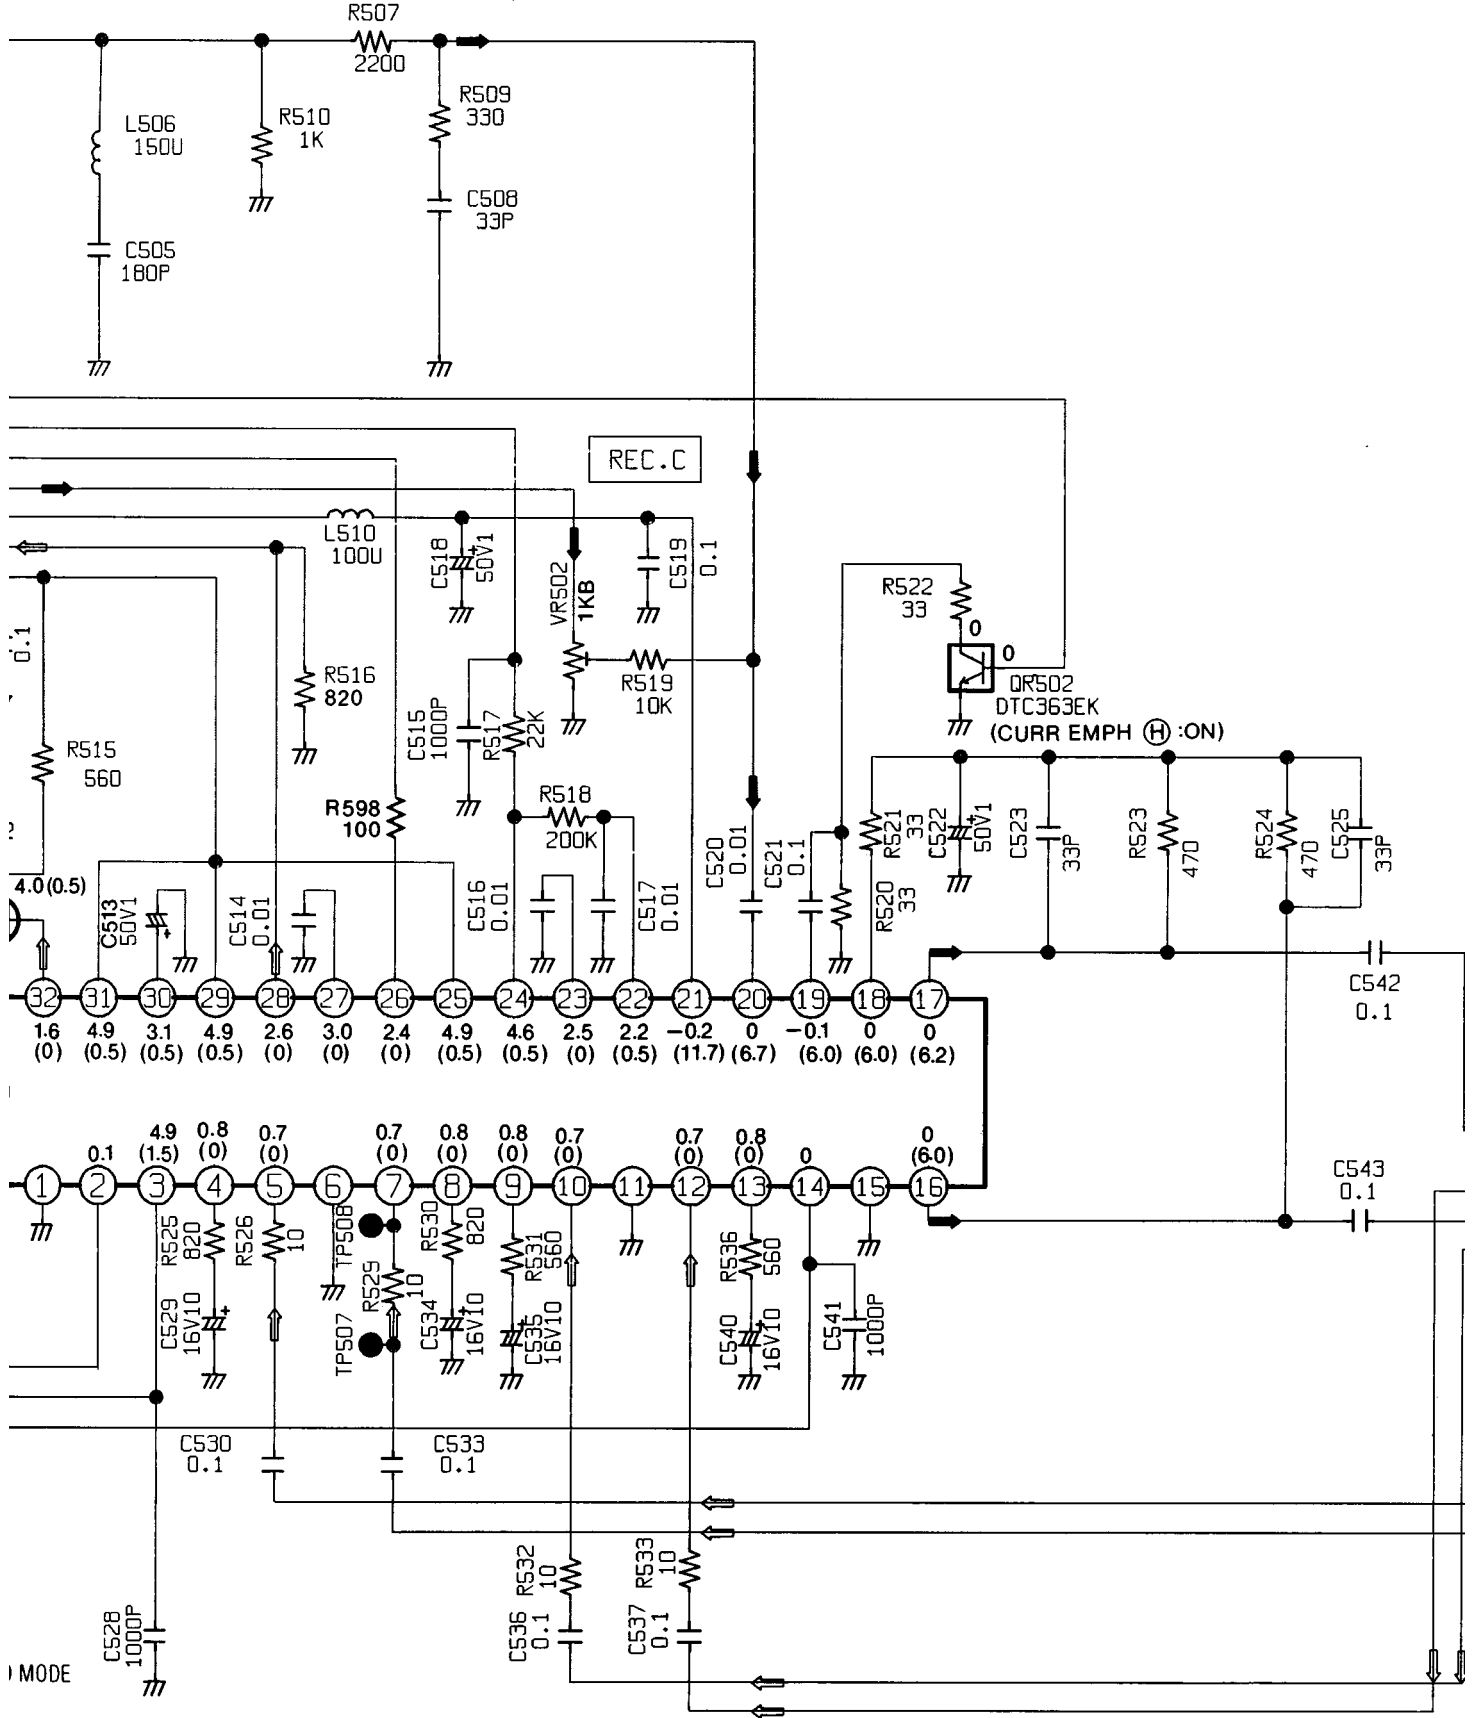 R507
2200
R509
330
L506
150U
R510
1K
C508
33P
C505
180P
REC.C
L510
100U
C518
50V1
VR502
1KB
C519
0.1
R522
33
0
0
QR502
DTC363EK
(CURR EMPH Ⓗ :ON)
0.1
R516
820
R519
10K
C515
1000P
R517
22K
R515
560
R598
100
R518
200K
C520
0.01
C521
0.1
R521
33
C522
50V1
C523
33P
R523
470
R524
470
C525
33P
4.0(0.5)
C513
50V1
C514
0.01
C516
0.01
C517
0.01
R520
33
C542
0.1
32 31 30 29 28 27 26 25 24 23 22 21 20 19 18 17
1.6 4.9 3.1 4.9 2.6 3.0 2.4 4.9 4.6 2.5 2.2 −0.2 0 −0.1 0 0
(0) (0.5) (0.5) (0.5) (0) (0) (0) (0.5) (0.5) (0) (0.5) (11.7) (6.7) (6.0) (6.0) (6.2)
0.1 4.9 0.8 0.7 0.7 0.8 0.8 0.7 0.7 0.8 0 0
(1.5) (0) (0) (0) (0) (0) (0) (0) (0) (6.0)
1 2 3 4 5 6 7 8 9 10 11 12 13 14 15 16
C543
0.1
R525
820
R526
10
TP508
R530
820
R531
560
R536
560
R529
10
C529
16V10
TP507
C534
16V10
C535
16V10
C540
16V10
C541
1000P
C530
0.1
C533
0.1
R532
10
R533
10
C528
1000P
C536
0.1
C537
0.1
MODE